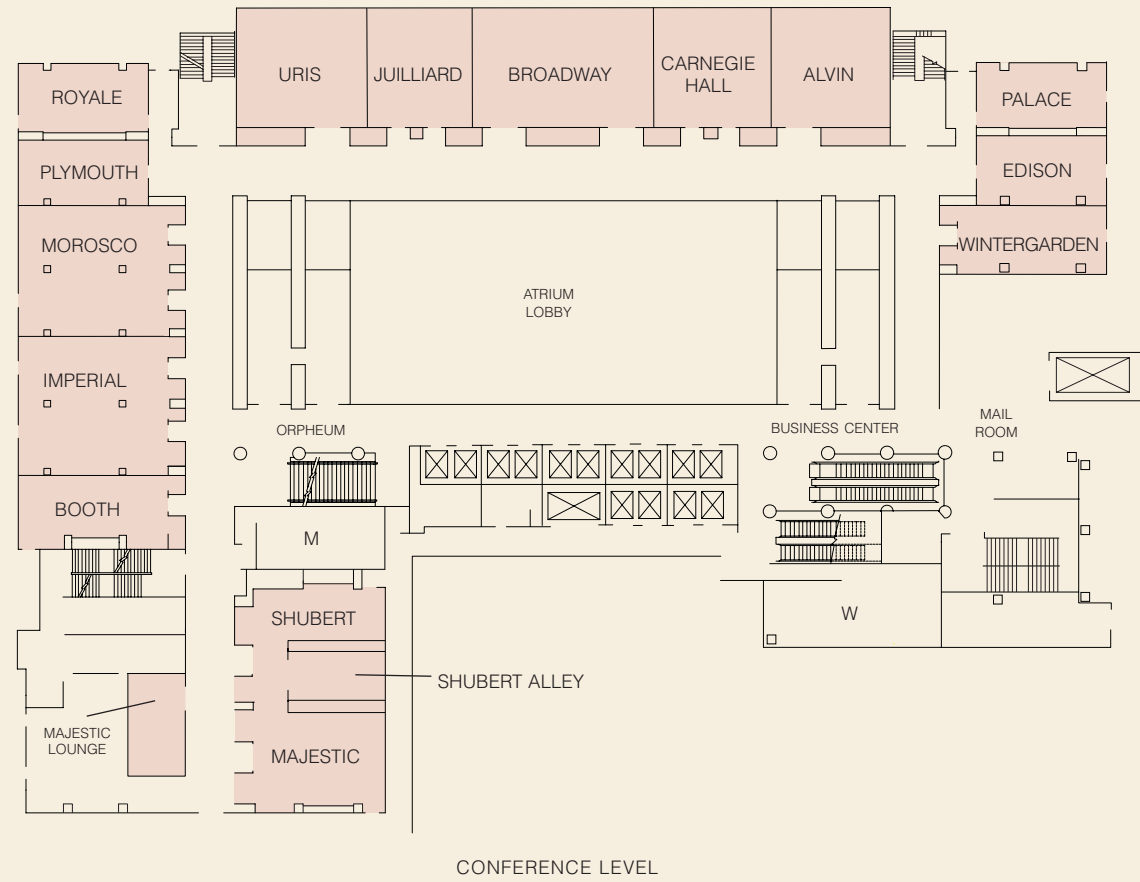 URIS
JUILLIARD
BROADWAY
CARNEGIE
HALL
ALVIN
ROYALE
PALACE
PLYMOUTH
EDISON
MOROSCO
WINTERGARDEN
ATRIUM
LOBBY
IMPERIAL
ORPHEUM
BUSINESS CENTER
MAIL
ROOM
BOOTH
M
W
SHUBERT
SHUBERT ALLEY
MAJESTIC
LOUNGE
MAJESTIC
CONFERENCE LEVEL